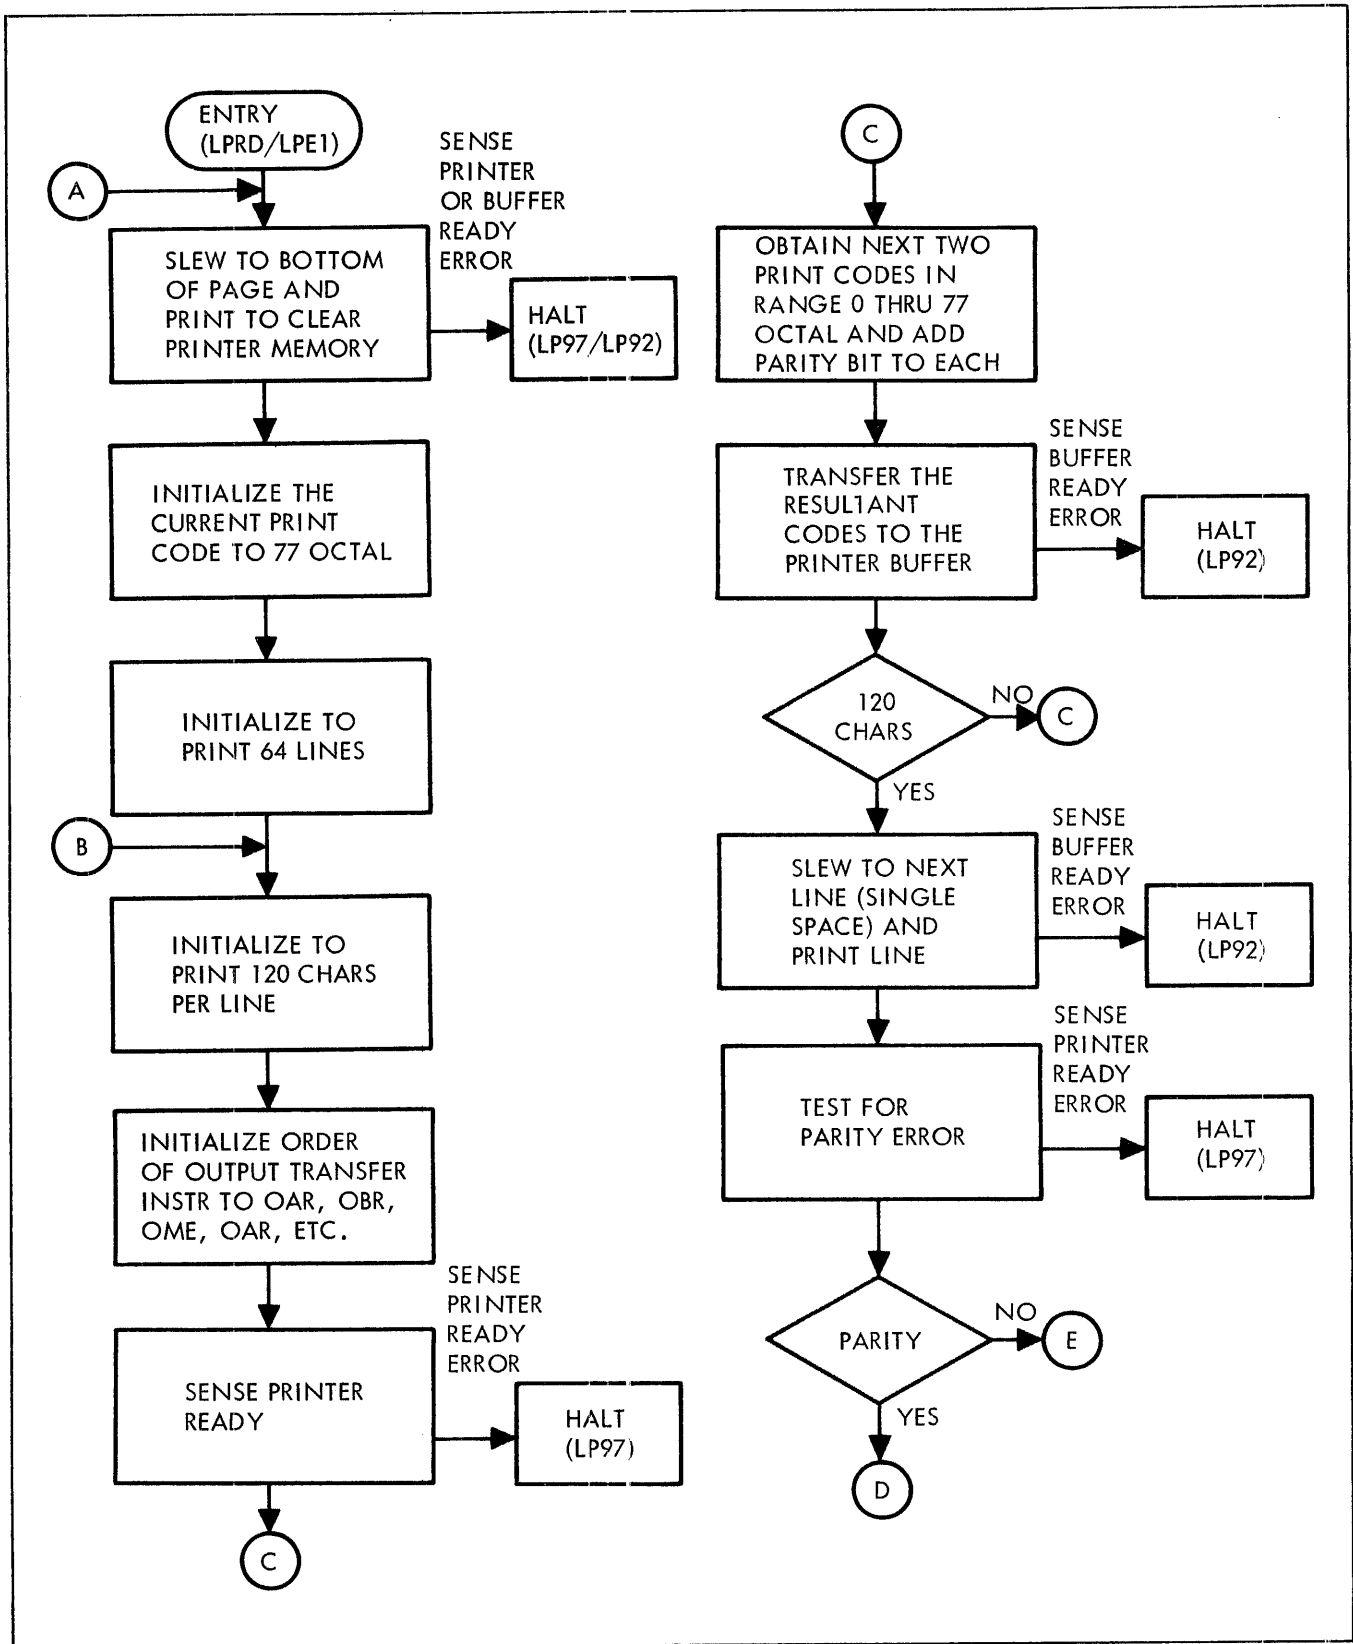 ENTRY
(LPRD/LPE1)
A
SENSE
PRINTER
OR BUFFER
READY
ERROR
SLEW TO BOTTOM
OF PAGE AND
PRINT TO CLEAR
PRINTER MEMORY
HALT
(LP97/LP92)
INITIALIZE THE
CURRENT PRINT
CODE TO 77 OCTAL
INITIALIZE TO
PRINT 64 LINES
B
INITIALIZE TO
PRINT 120 CHARS
PER LINE
INITIALIZE ORDER
OF OUTPUT TRANSFER
INSTR TO OAR, OBR,
OME, OAR, ETC.
SENSE
PRINTER
READY
ERROR
SENSE PRINTER
READY
HALT
(LP97)
C
C
OBTAIN NEXT TWO
PRINT CODES IN
RANGE 0 THRU 77
OCTAL AND ADD
PARITY BIT TO EACH
SENSE
BUFFER
READY
ERROR
TRANSFER THE
RESULTANT
CODES TO THE
PRINTER BUFFER
HALT
(LP92)
120
CHARS
NO
C
YES
SENSE
BUFFER
READY
ERROR
SLEW TO NEXT
LINE (SINGLE
SPACE) AND
PRINT LINE
HALT
(LP92)
SENSE
PRINTER
READY
ERROR
TEST FOR
PARITY ERROR
HALT
(LP97)
PARITY
NO
E
YES
D